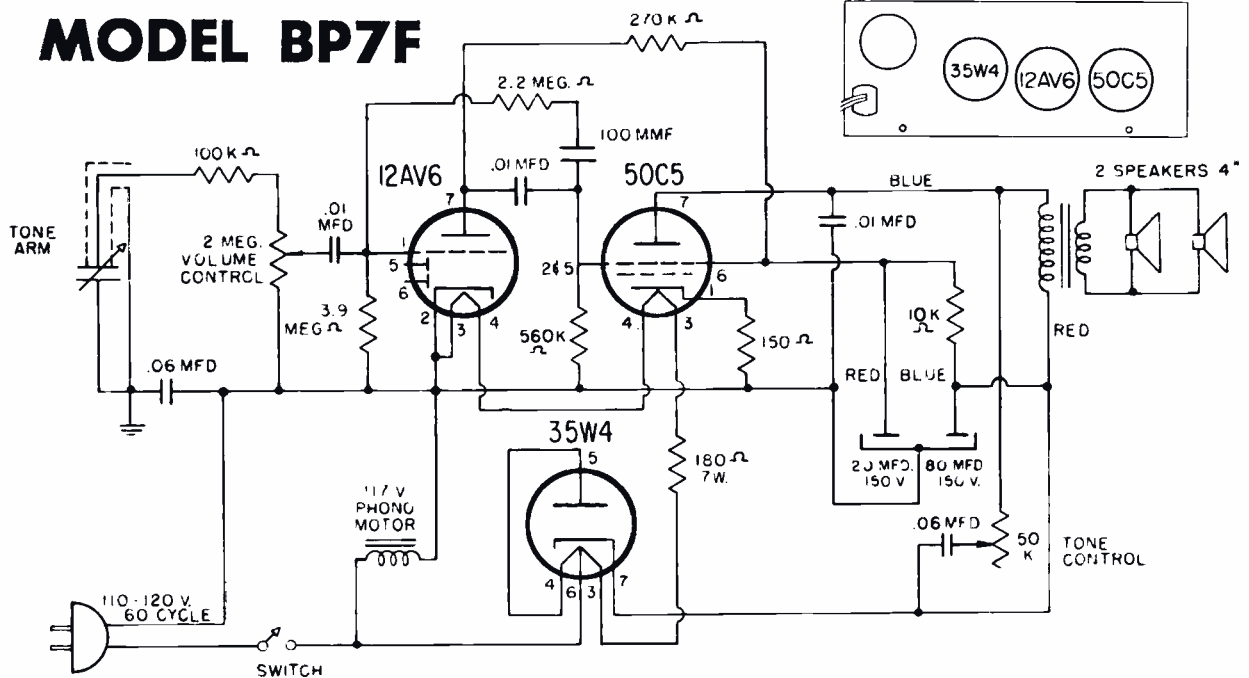 MODEL BP7F
270 K Ω
35W4
12AV6
50C5
2.2 MEG. Ω
100 MMF
100 K Ω
12AV6
.01 MFD
50C5
2 SPEAKERS 4"
BLUE
7
7
.01 MFD
TONE
ARM
.01
MFD
2 MEG.
VOLUME
CONTROL
1
5
6
2¢5
6
1
3.9
MEG Ω
2
3
4
560K
Ω
4
3
150 Ω
10K
Ω
RED
.06 MFD
RED
BLUE
35W4
5
180 Ω
7W.
20 MFD.
150 V
80 MFD
150 V.
117 V
PHONO
MOTOR
.06 MFD
50
K
TONE
CONTROL
4
6
3
7
110-120 V.
60 CYCLE
SWITCH